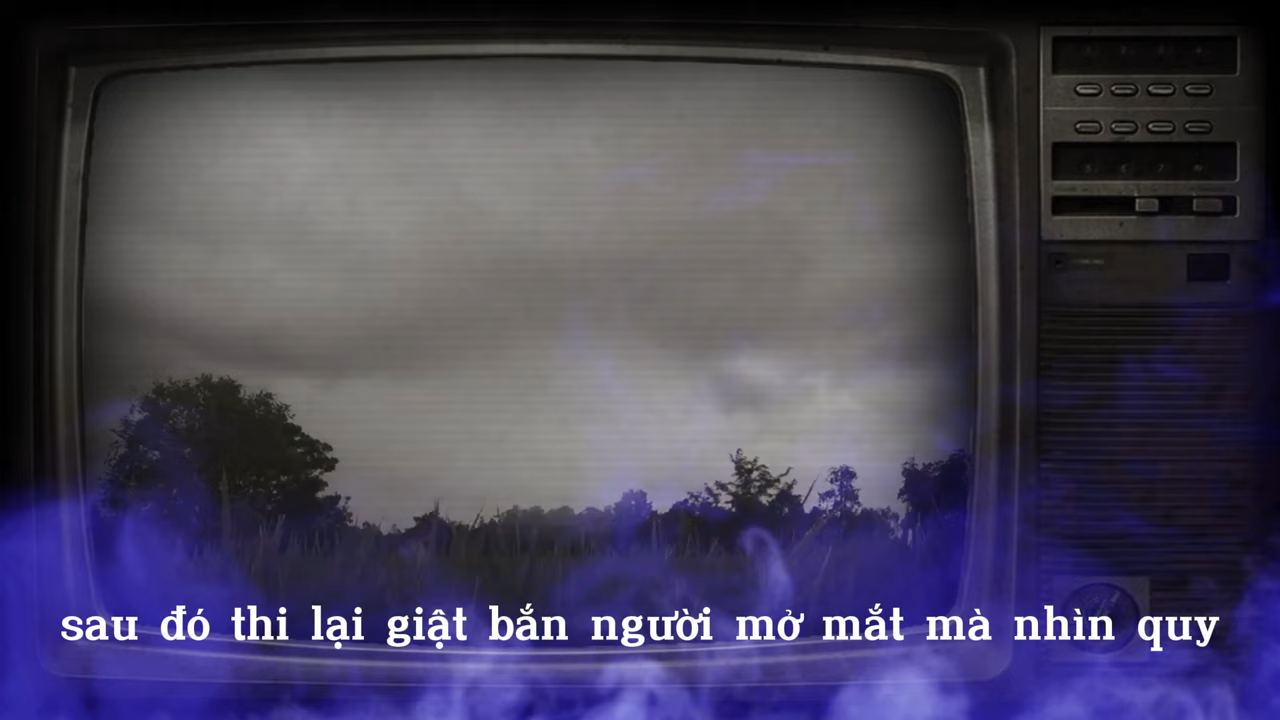 sau đó thi lại giật bắn người mở mắt mà nhìn quy